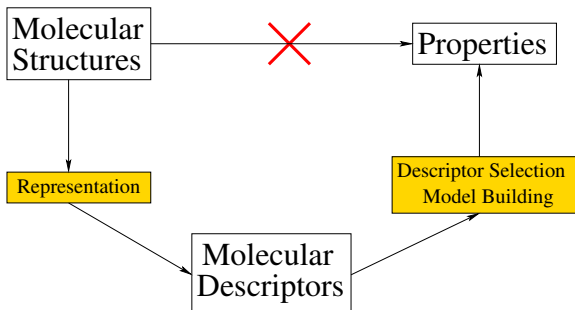 Molecular
Structures
Properties
Representation
Descriptor Selection
Model Building
Molecular
Descriptors